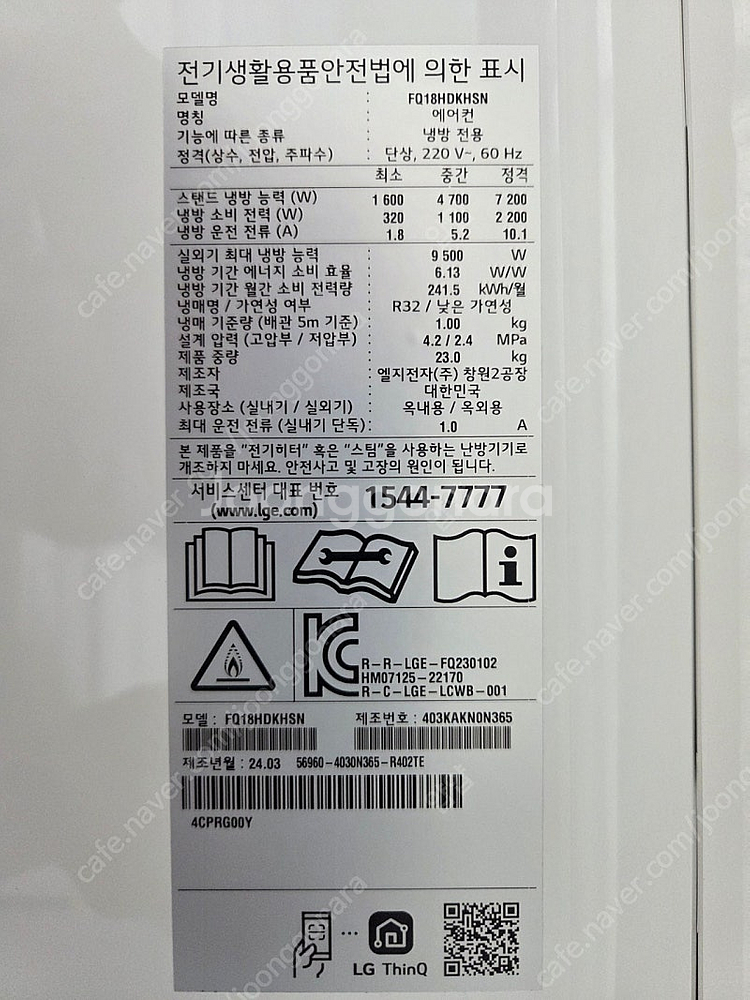 전기생활용품안전법에 의한 표시
모델명 : FQ18HDKHSN
명칭 : 에어컨
기능에 따른 종류 : 냉방 전용
정격(상수, 전압, 주파수) : 단상, 220 V~, 60 Hz
최소 중간 정격
스탠드 냉방 능력 (W) 1 600 4 700 7 200
냉방 소비 전력 (W) 320 1 100 2 200
냉방 운전 전류 (A) 1.8 5.2 10.1
실외기 최대 냉방 능력 : 9 500 W
냉방 기간 에너지 소비 효율 : 6.13 W/W
냉방 기간 월간 소비 전력량 : 241.5 kWh/월
냉매명 / 가연성 여부 : R32 / 낮은 가연성
냉매 기준량 (배관 5m 기준) : 1.00 kg
설계 압력 (고압부 / 저압부) : 4.2 / 2.4 MPa
제품 중량 : 23.0 kg
제조자 : 엘지전자(주) 창원2공장
제조국 : 대한민국
사용장소 (실내기 / 실외기) : 옥내용 / 옥외용
최대 운전 전류 (실내기 단독) : 1.0 A
본 제품을 "전기히터" 혹은 "스팀"을 사용하는 난방기기로
개조하지 마세요. 안전사고 및 고장의 원인이 됩니다.
서비스센터 대표 번호 1544-7777
(www.lge.com)
R-R-LGE-FQ230102
HM07125-22170
R-C-LGE-LCWB-001
모델 : FQ18HDKHSN 제조번호 : 403KAKN0N365
제조년월 : 24.03 56960-4030N365-R402TE
4CPRG00Y
LG ThinQ
joonggonara
cafe.naver.com/joonggonara